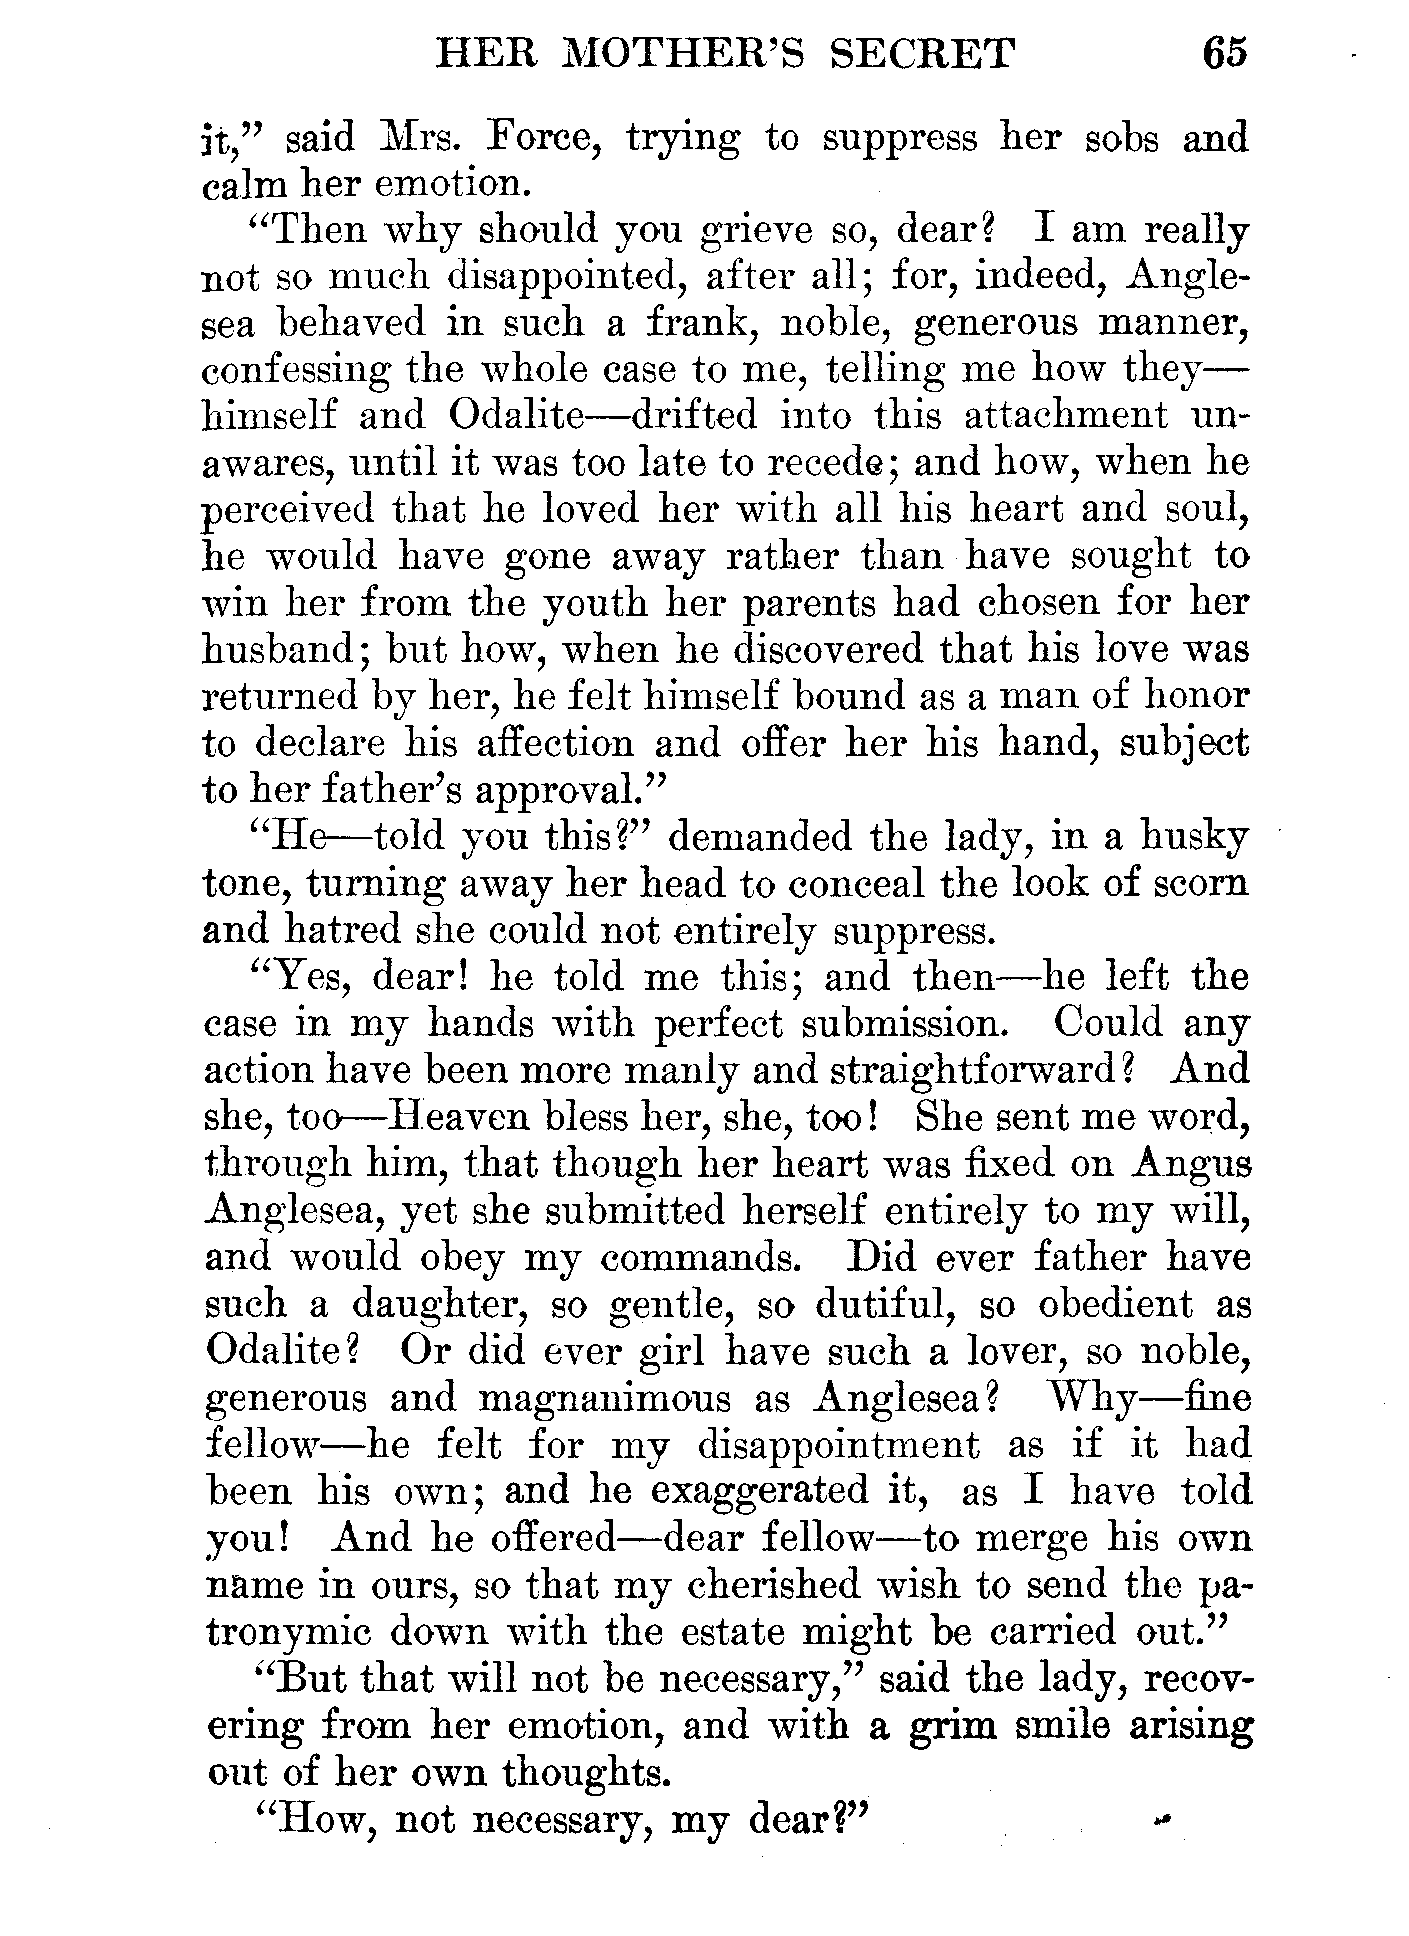 HER MOTHER'S SECRET 65
it," said Mrs. Force, trying to suppress her sobs and
calm her emotion.
"Then why should you grieve so, dear? I am really
not so much disappointed, after all; for, indeed, Angle-
sea behaved in such a frank, noble, generous manner,
confessing the whole case to me, telling me how they—
himself and Odalite—drifted into this attachment un-
awares, until it was too late to recede; and how, when he
perceived that he loved her with all his heart and soul,
he would have gone away rather than have sought to
win her from the youth her parents had chosen for her
husband; but how, when he discovered that his love was
returned by her, he felt himself bound as a man of honor
to declare his affection and offer her his hand, subject
to her father's approval."
"He—told you this?" demanded the lady, in a husky
tone, turning away her head to conceal the look of scorn
and hatred she could not entirely suppress.
"Yes, dear! he told me this; and then—he left the
case in my hands with perfect submission. Could any
action have been more manly and straightforward? And
she, too—Heaven bless her, she, too! She sent me word,
through him, that though her heart was fixed on Angus
Anglesea, yet she submitted herself entirely to my will,
and would obey my commands. Did ever father have
such a daughter, so gentle, so dutiful, so obedient as
Odalite? Or did ever girl have such a lover, so noble,
generous and magnanimous as Anglesea? Why—fine
fellow—he felt for my disappointment as if it had
been his own; and he exaggerated it, as I have told
you! And he offered—dear fellow—to merge his own
name in ours, so that my cherished wish to send the pa-
tronymic down with the estate might be carried out."
"But that will not be necessary," said the lady, recov-
ering from her emotion, and with a grim smile arising
out of her own thoughts.
"How, not necessary, my dear?"